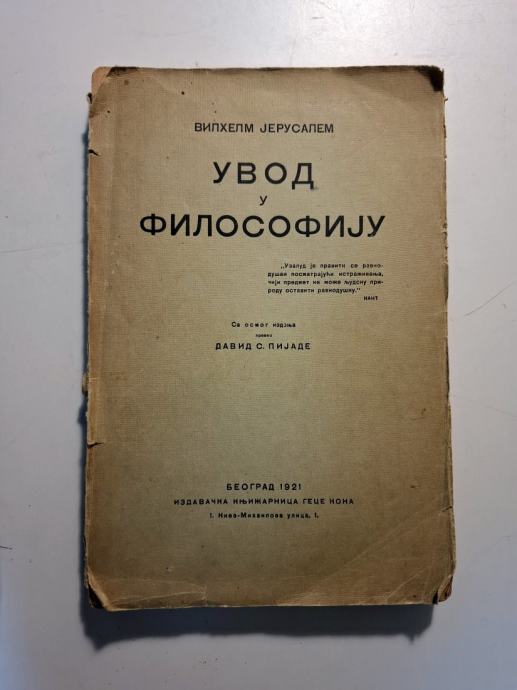 ВИЛХЕЛМ ЈЕРУСАЛЕМ
УВОД
У
ФИЛОСОФИЈУ
„Узалуд је правити се равно-
душан посматрајући истраживања,
чији предмет не може људску при-
роду оставити равнодушну.“
КАНТ
Са осмог издања
превео
ДАВИД С. ПИЈАДЕ
БЕОГРАД 1921
ИЗДАВАЧКА КЊИЖАРНИЦА ГЕЦЕ КОНА
1. Кнез-Михаилова улица, 1.